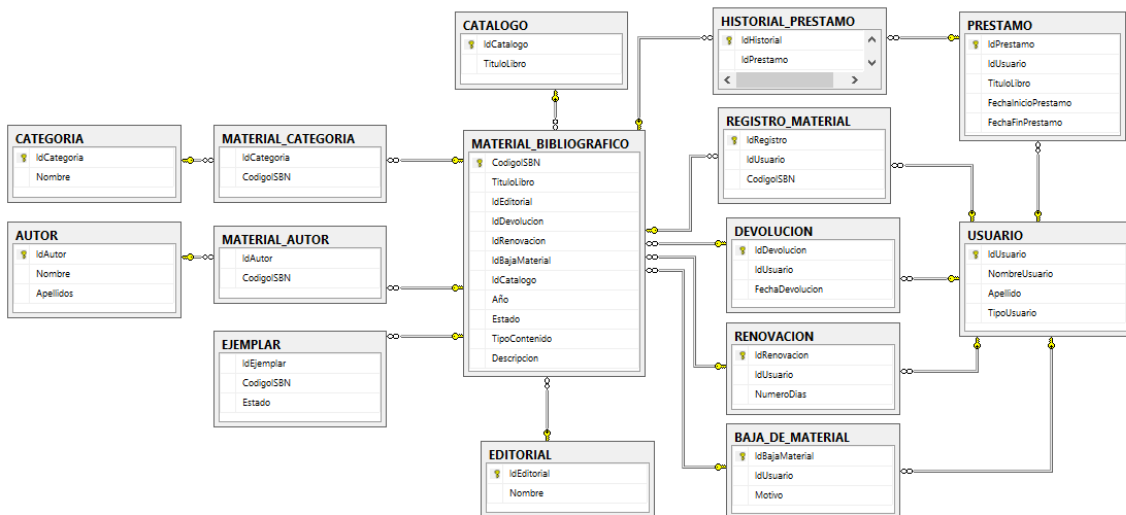 CATALOGO
IdCatalogo
TituloLibro
HISTORIAL_PRESTAMO
IdHistorial
IdPrestamo
PRESTAMO
IdPrestamo
IdUsuario
TituloLibro
FechaInicioPrestamo
FechaFinPrestamo
CATEGORIA
IdCategoria
Nombre
MATERIAL_CATEGORIA
IdCategoria
CodigoISBN
MATERIAL_BIBLIOGRAFICO
CodigoISBN
TituloLibro
IdEditorial
IdDevolucion
IdRenovacion
IdBajaMaterial
IdCatalogo
Año
Estado
TipoContenido
Descripcion
REGISTRO_MATERIAL
IdRegistro
IdUsuario
CodigoISBN
AUTOR
IdAutor
Nombre
Apellidos
MATERIAL_AUTOR
IdAutor
CodigoISBN
DEVOLUCION
IdDevolucion
IdUsuario
FechaDevolucion
USUARIO
IdUsuario
NombreUsuario
Apellido
TipoUsuario
EJEMPLAR
IdEjemplar
CodigoISBN
Estado
RENOVACION
IdRenovacion
IdUsuario
NumeroDias
EDITORIAL
IdEditorial
Nombre
BAJA_DE_MATERIAL
IdBajaMaterial
IdUsuario
Motivo